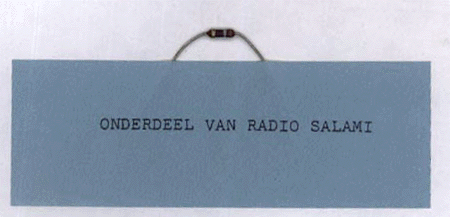 ONDERDEEL VAN RADIO SALAMI